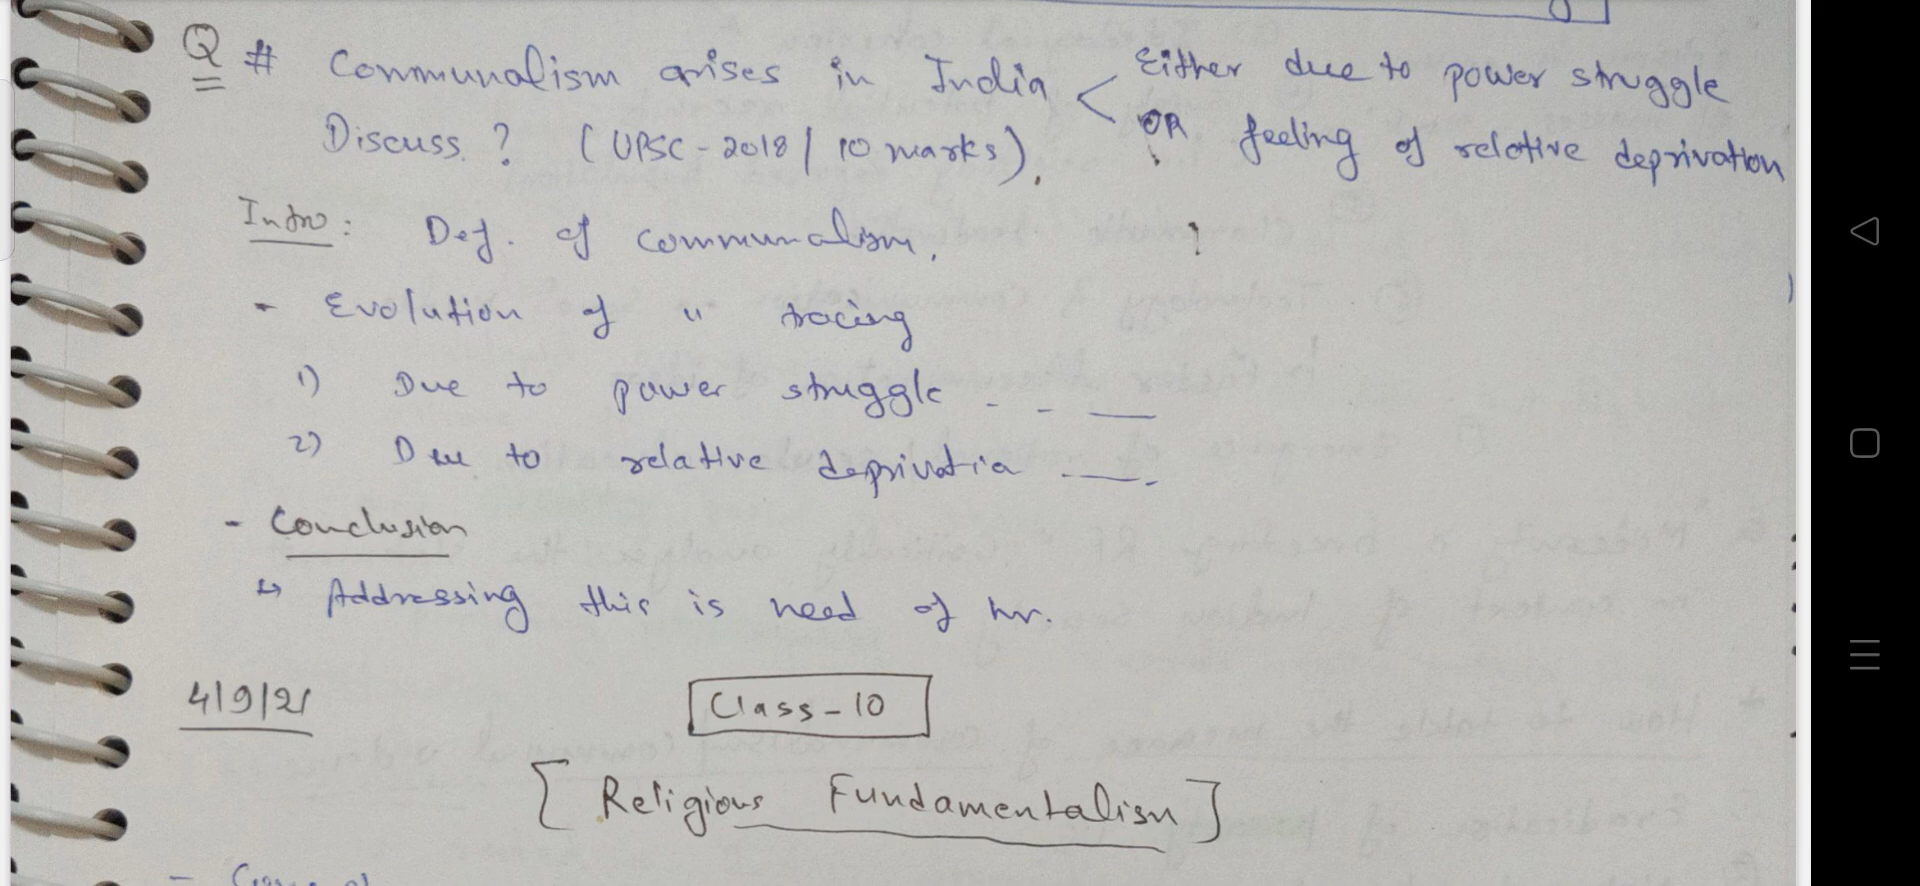 Q # Communalism arises in India < Either due to power struggle
OR feeling of relative deprivation
Discuss. ? (UPSC - 2018 | 10 marks).
Intro : Def. of communalism.
- Evolution of " tracing
1) Due to power struggle - - —
2) Due to relative deprivatia —.
- Conclusion
↳ Addressing this is need of hr.
4/9/21
Class - 10
[Religious Fundamentalism]